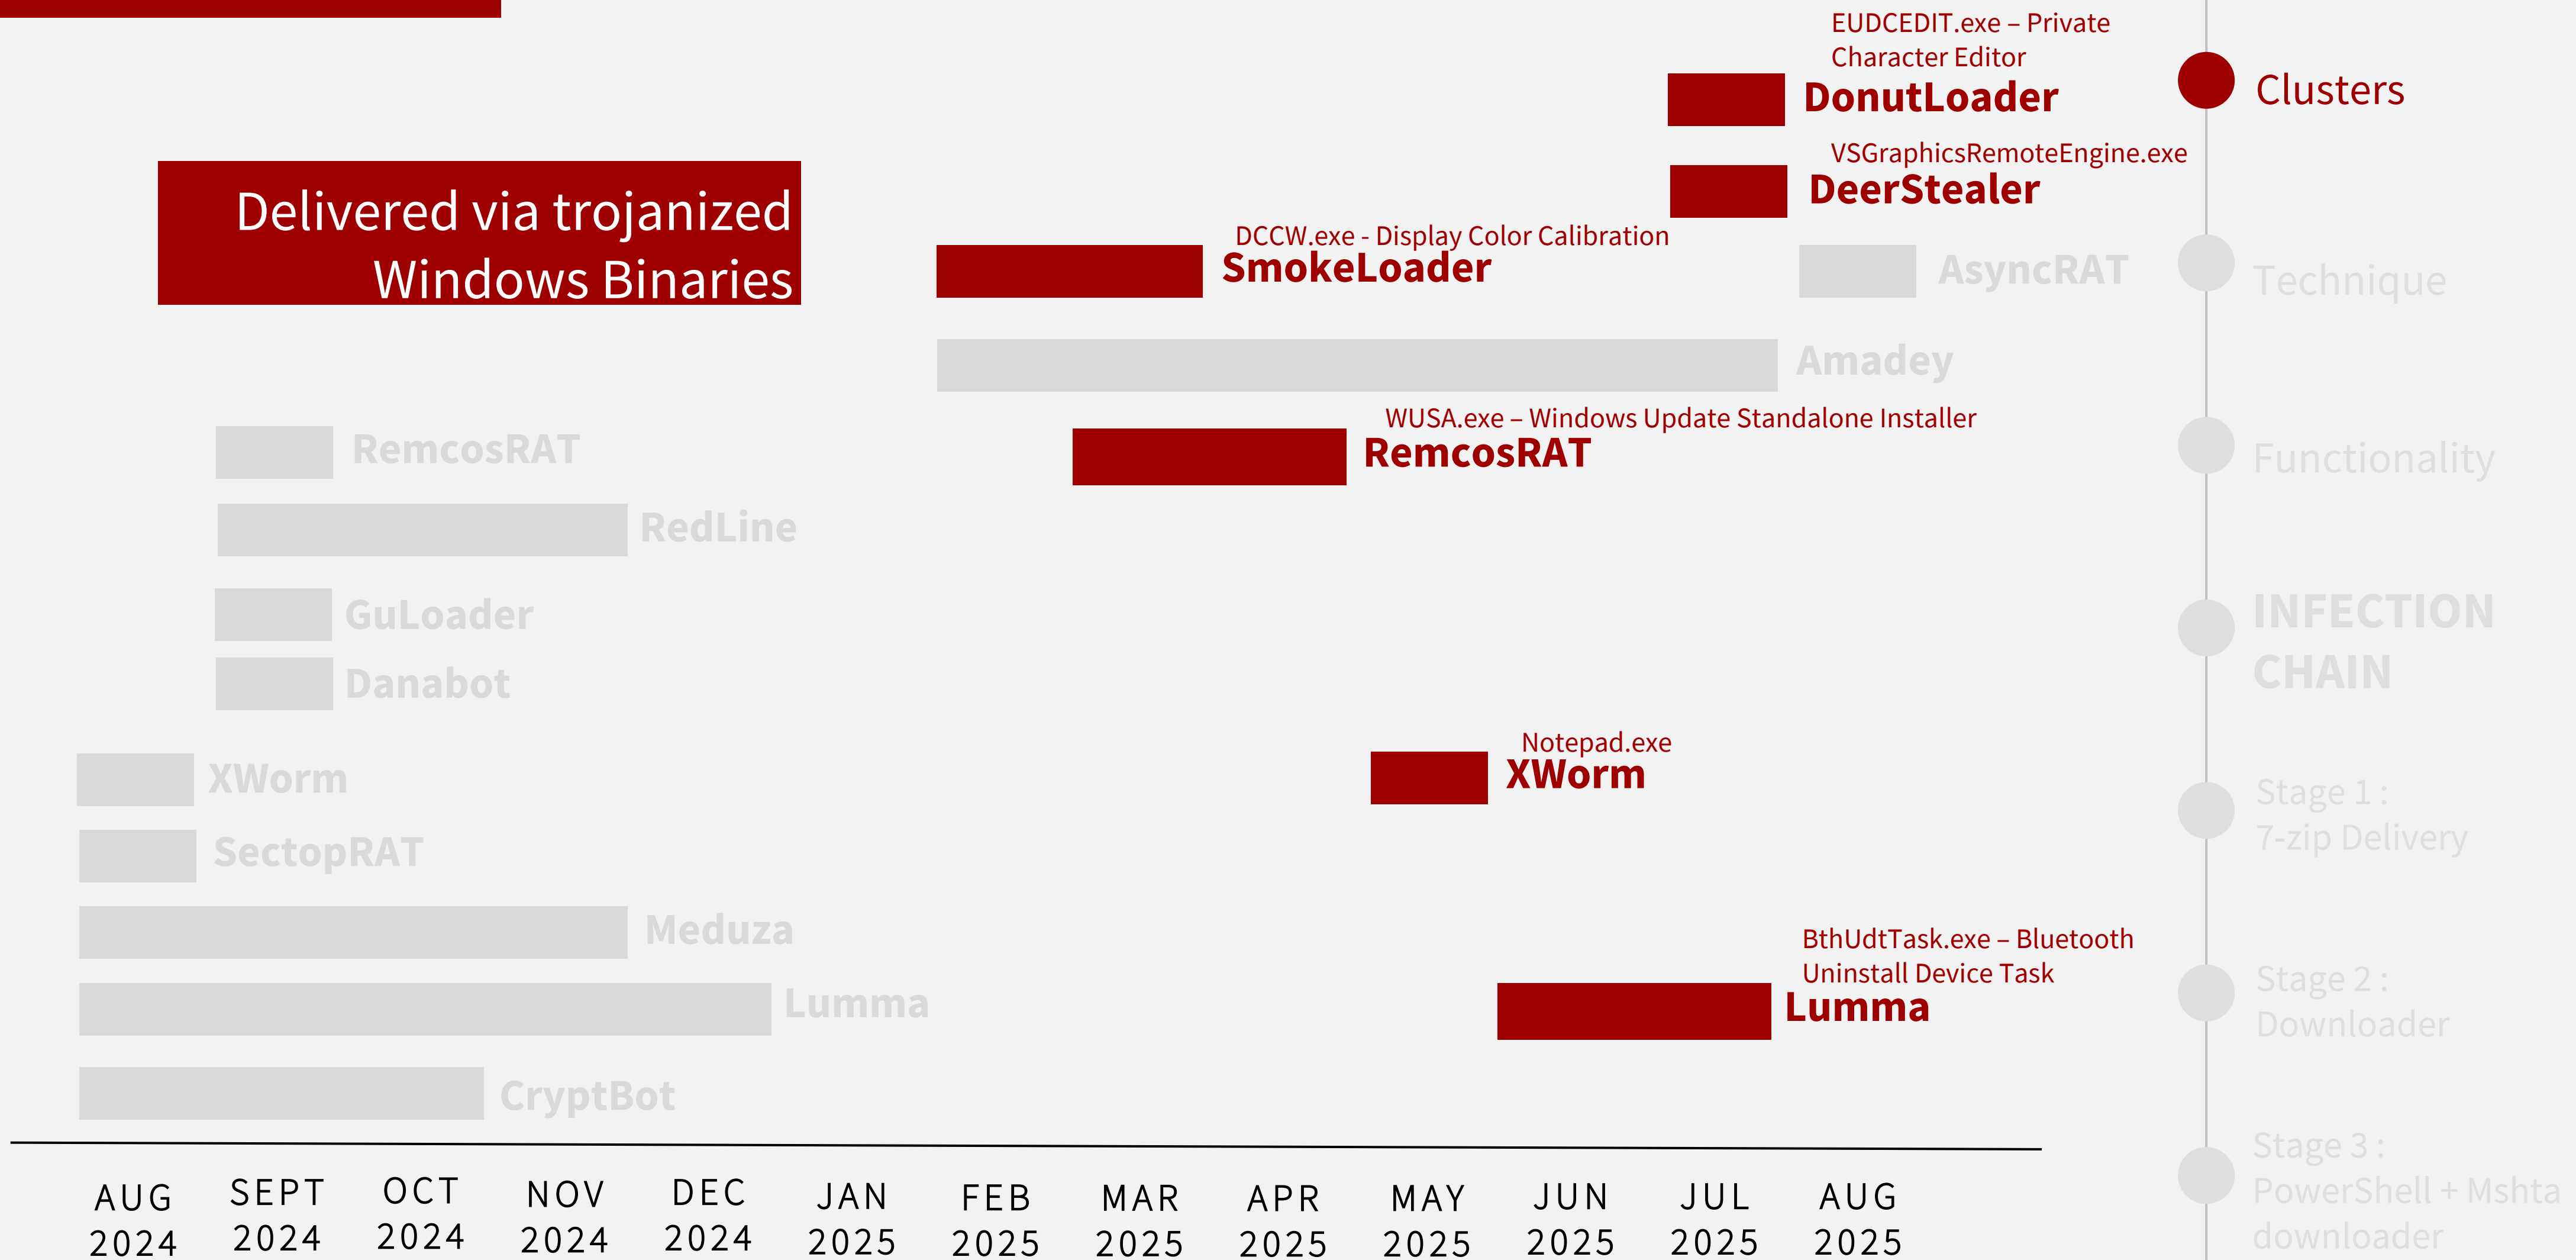 EUDCEDIT.exe – Private
Character Editor
DonutLoader
VSGraphicsRemoteEngine.exe
DeerStealer
Delivered via trojanized
Windows Binaries
DCCW.exe - Display Color Calibration
SmokeLoader
AsyncRAT
Amadey
WUSA.exe – Windows Update Standalone Installer
RemcosRAT
RemcosRAT
RedLine
GuLoader
Danabot
Notepad.exe
XWorm
XWorm
SectopRAT
Meduza
BthUdtTask.exe – Bluetooth
Uninstall Device Task
Lumma
Lumma
CryptBot
AUG
2024
SEPT
2024
OCT
2024
NOV
2024
DEC
2024
JAN
2025
FEB
2025
MAR
2025
APR
2025
MAY
2025
JUN
2025
JUL
2025
AUG
2025
Clusters
Technique
Functionality
INFECTION
CHAIN
Stage 1 :
7-zip Delivery
Stage 2 :
Downloader
Stage 3 :
PowerShell + Mshta
downloader